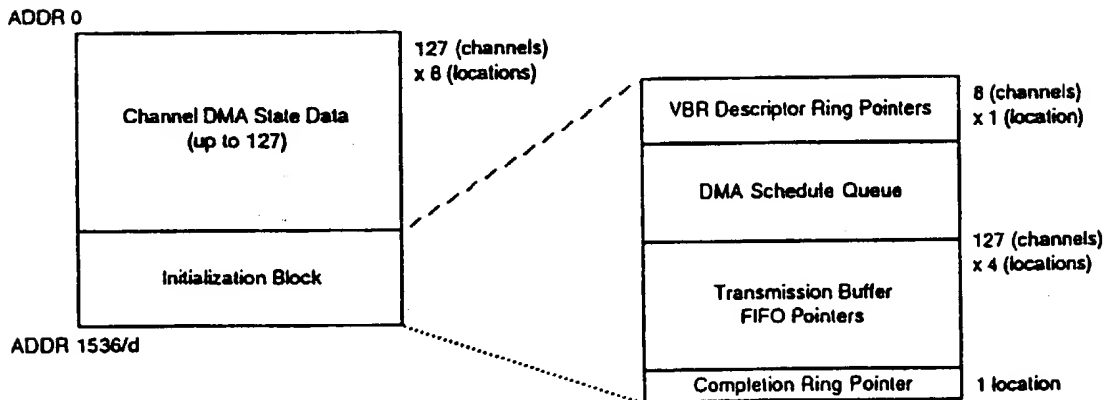 ADDR 0
127 (channels)
x 8 (locations)
Channel DMA State Data
(up to 127)
Initialization Block
ADDR 1536/d
VBR Descriptor Ring Pointers
8 (channels)
x 1 (location)
DMA Schedule Queue
127 (channels)
x 4 (locations)
Transmission Buffer
FIFO Pointers
Completion Ring Pointer
1 location